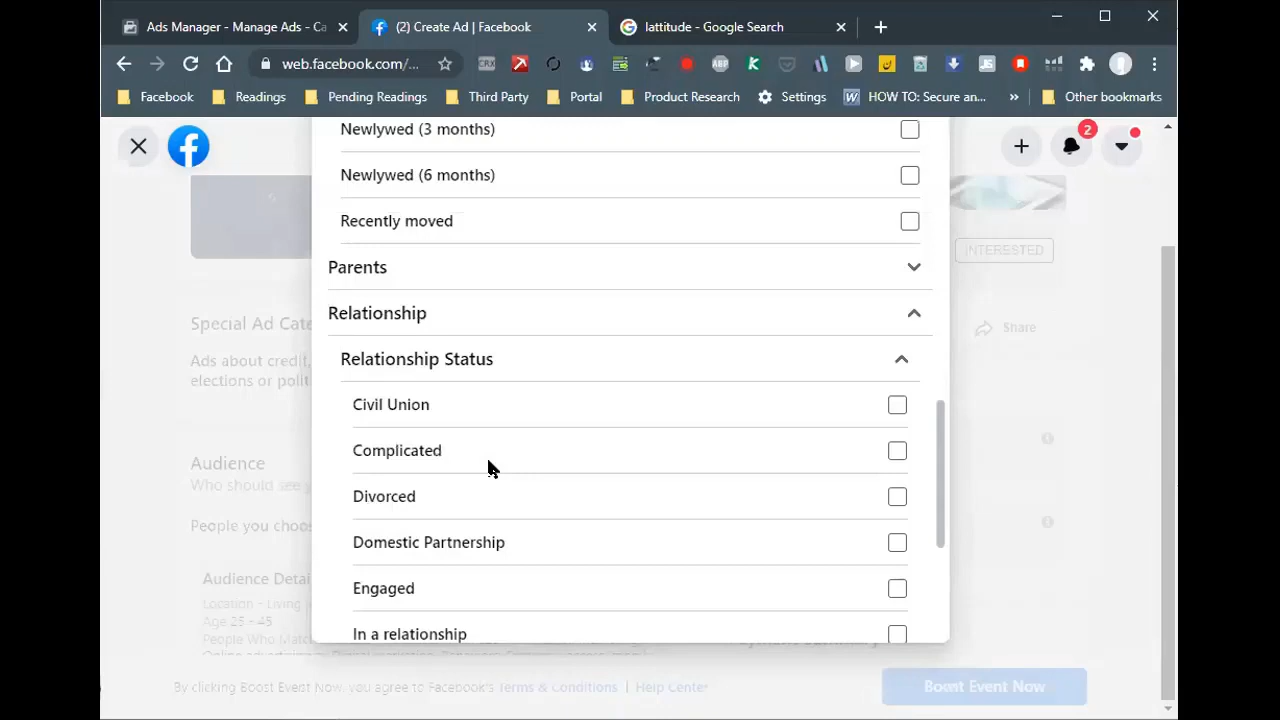 Ads Manager - Manage Ads - Ca
(2) Create Ad | Facebook
lattitude - Google Search
web.facebook.com/...
Facebook
Readings
Pending Readings
Third Party
Portal
Product Research
Settings
HOW TO: Secure an...
Other bookmarks
Newlywed (3 months)
2
Newlywed (6 months)
Recently moved
INTERESTED
Parents
Relationship
Special Ad Cate
Share
Relationship Status
Ads about credit,
elections or polit
Civil Union
Complicated
Audience
Who should see y
Divorced
People you choos
Domestic Partnership
Audience Detai
Engaged
Location - Living
Age 25 - 45
In a relationship
People Who Matc
By clicking Boost Event Now, you agree to Facebook's Terms & Conditions | Help Center
Boost Event Now